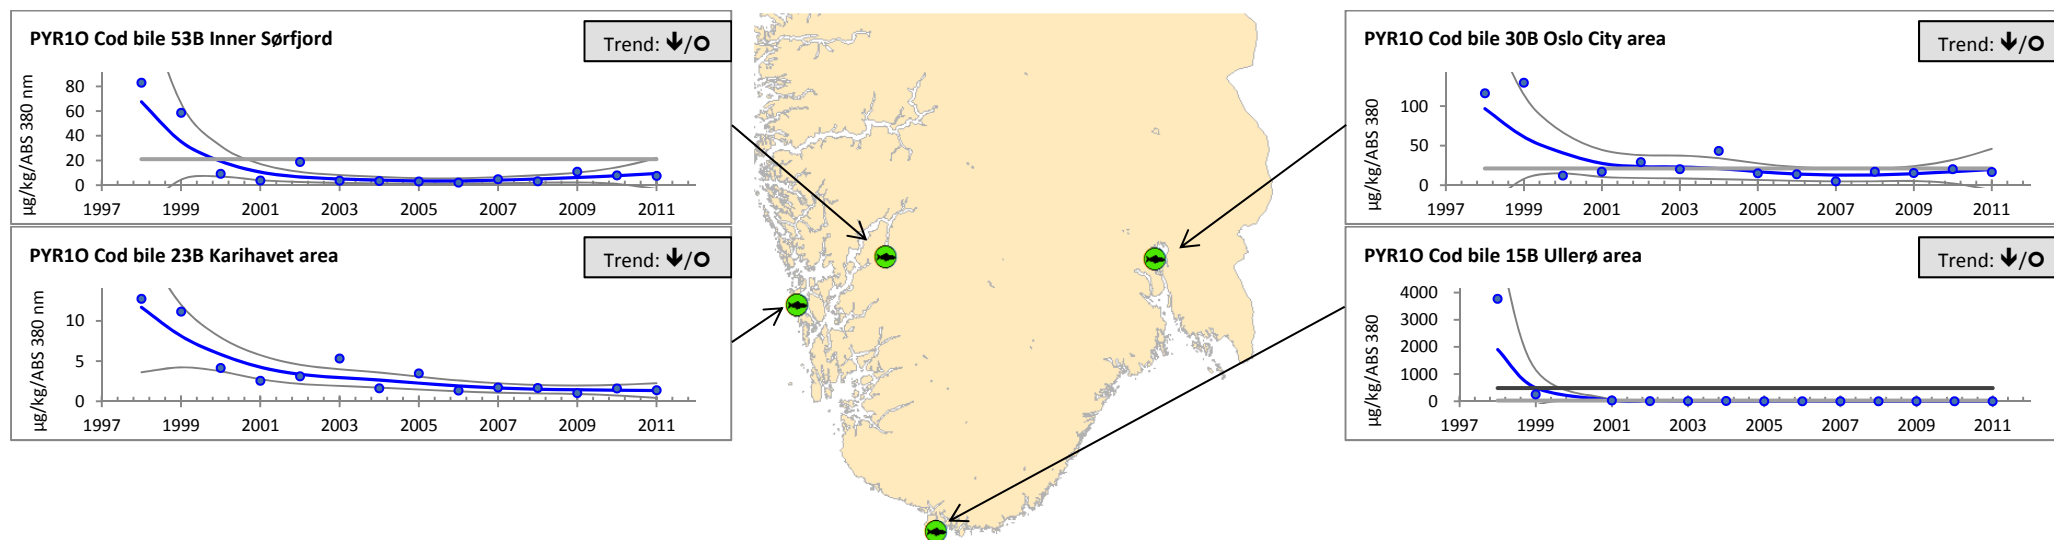 PYR1O Cod bile 53B Inner Sørfjord
Trend: 🡻/O
µg/kg/ABS 380 nm
80
60
40
20
0
1997 1999 2001 2003 2005 2007 2009 2011
PYR1O Cod bile 23B Karihavet area
Trend: 🡻/O
µg/kg/ABS 380 nm
10
5
0
1997 1999 2001 2003 2005 2007 2009 2011
PYR1O Cod bile 30B Oslo City area
Trend: 🡻/O
µg/kg/ABS 380
100
50
0
1997 1999 2001 2003 2005 2007 2009 2011
PYR1O Cod bile 15B Ullerø area
Trend: 🡻/O
µg/kg/ABS 380
4000
3000
2000
1000
0
1997 1999 2001 2003 2005 2007 2009 2011